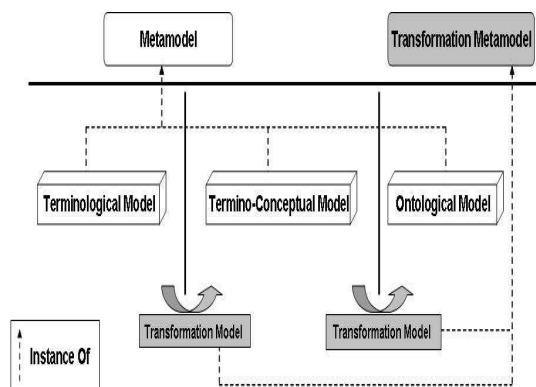 Metamodel
Transformation Metamodel
Terminological Model
Termino-Conceptual Model
Ontological Model
Transformation Model
Transformation Model
Instance Of